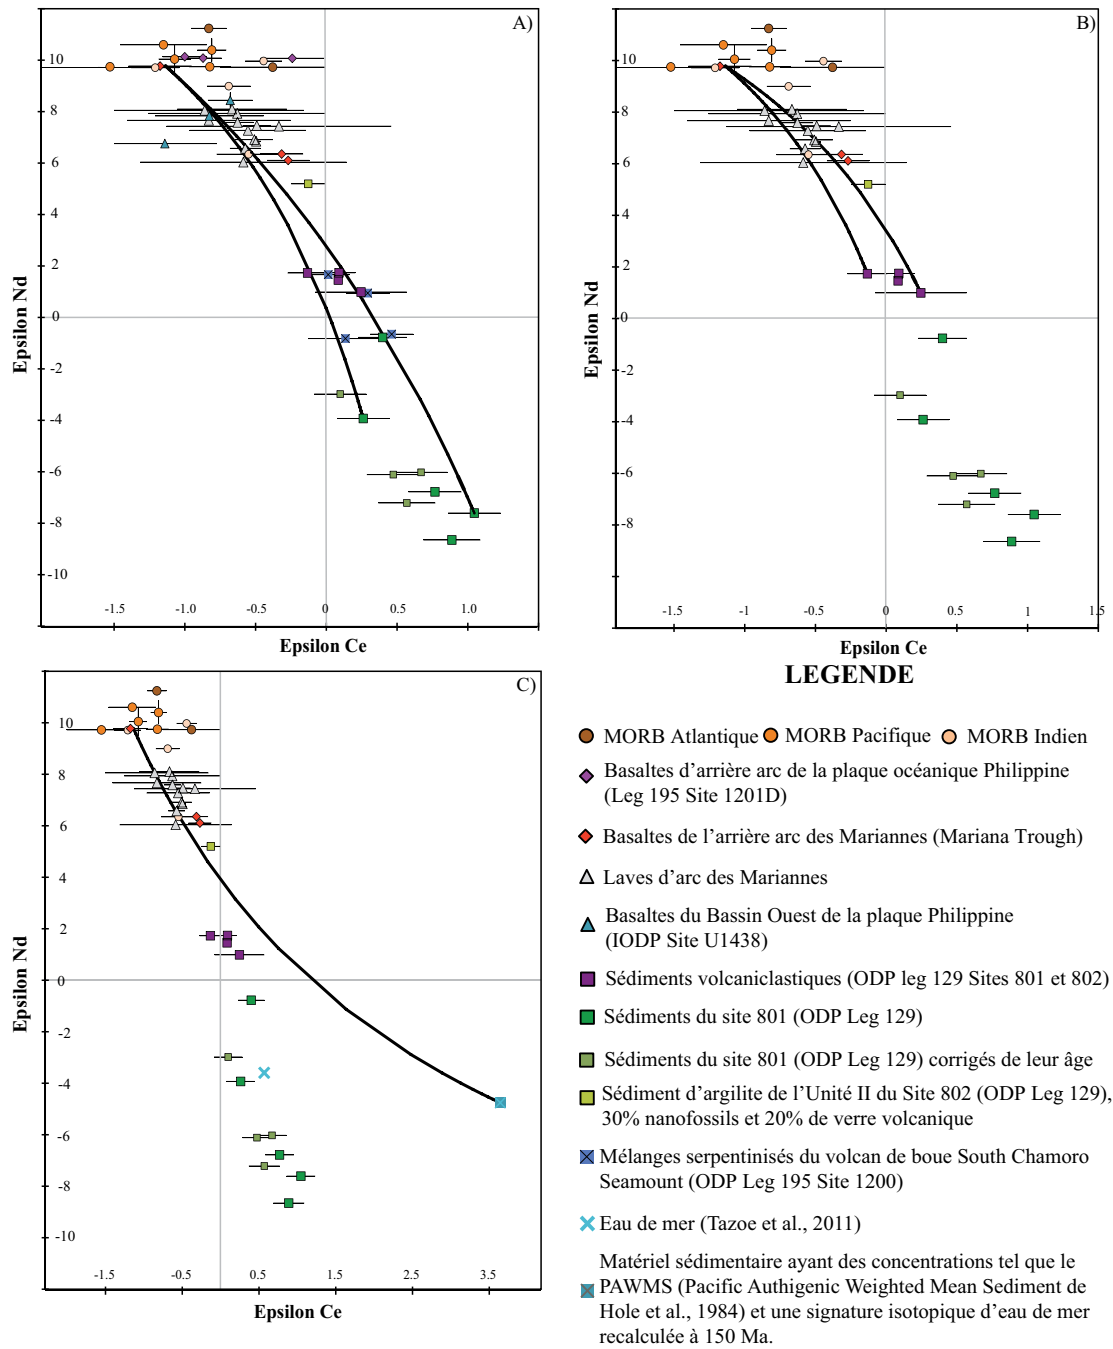 A)
10
8
6
4
2
0
-2
-4
-6
-8
-10
Epsilon Nd
-1.5
-1.0
-0.5
0
0.5
1.0
Epsilon Ce
B)
10
8
6
4
2
0
-2
-4
-6
-8
Epsilon Nd
-1.5
-1
-0.5
0
0.5
1
1.5
Epsilon Ce
C)
10
8
6
4
2
0
-2
-4
-6
-8
-10
Epsilon Nd
-1.5
-0.5
0.5
1.5
2.5
3.5
Epsilon Ce
LEGENDE
MORB Atlantique MORB Pacifique MORB Indien
Basaltes d'arrière arc de la plaque océanique Philippine
(Leg 195 Site 1201D)
Basaltes de l'arrière arc des Mariannes (Mariana Trough)
Laves d'arc des Mariannes
Basaltes du Bassin Ouest de la plaque Philippine
(IODP Site U1438)
Sédiments volcaniclastiques (ODP leg 129 Sites 801 et 802)
Sédiments du site 801 (ODP Leg 129)
Sédiments du site 801 (ODP Leg 129) corrigés de leur âge
Sédiment d'argilite de l'Unité II du Site 802 (ODP Leg 129),
30% nanofossils et 20% de verre volcanique
Mélanges serpentinisés du volcan de boue South Chamoro
Seamount (ODP Leg 195 Site 1200)
Eau de mer (Tazoe et al., 2011)
Matériel sédimentaire ayant des concentrations tel que le
PAWMS (Pacific Authigenic Weighted Mean Sediment de
Hole et al., 1984) et une signature isotopique d'eau de mer
recalculée à 150 Ma.